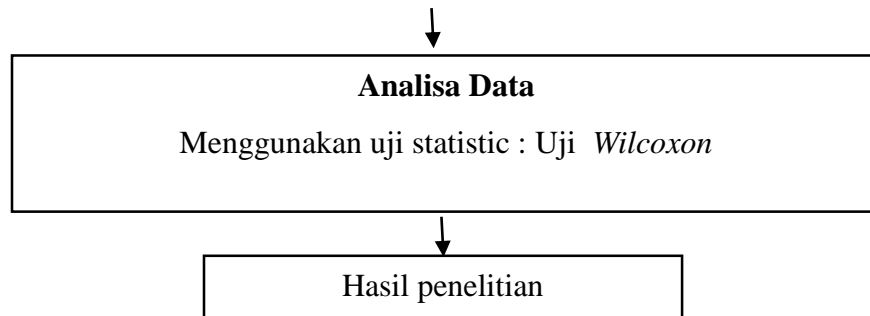 Analisa Data
Menggunakan uji statistic : Uji Wilcoxon
Hasil penelitian